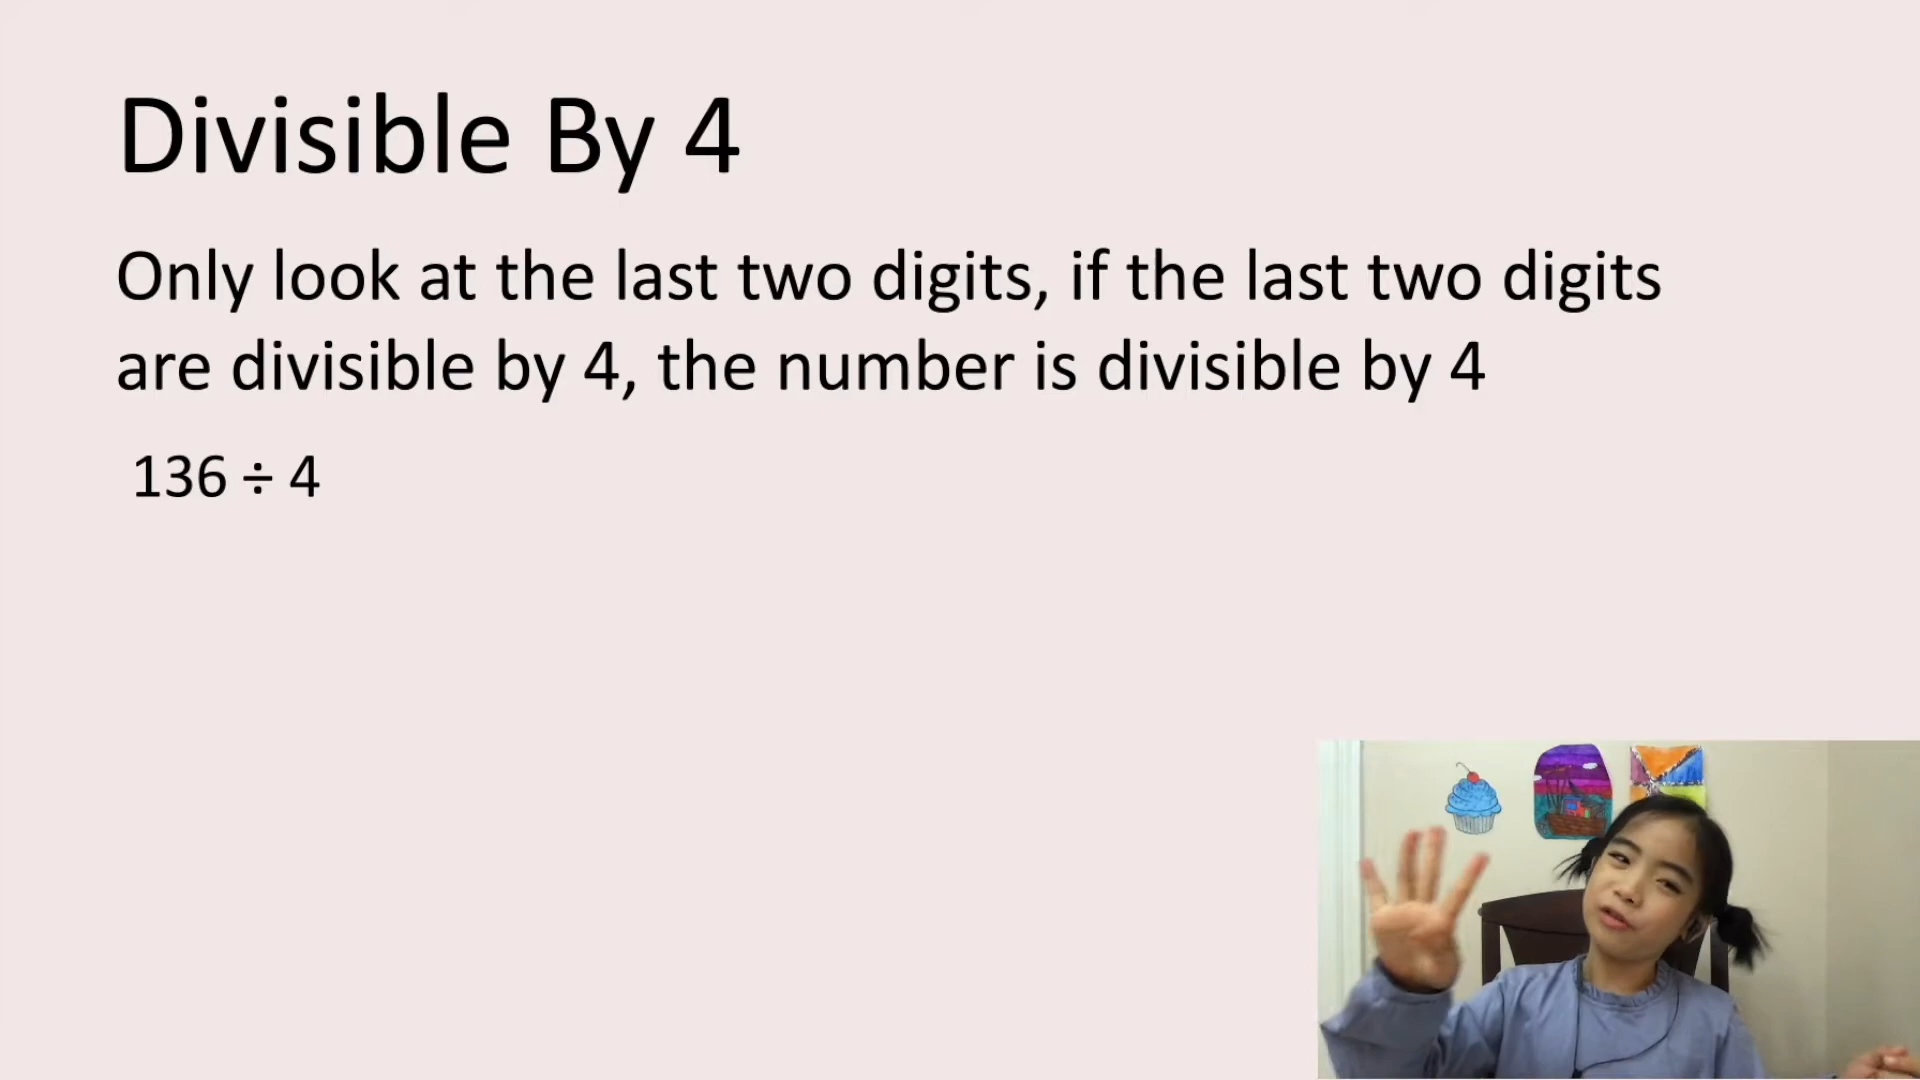 Divisible By 4
Only look at the last two digits, if the last two digits
are divisible by 4, the number is divisible by 4
136 ÷ 4